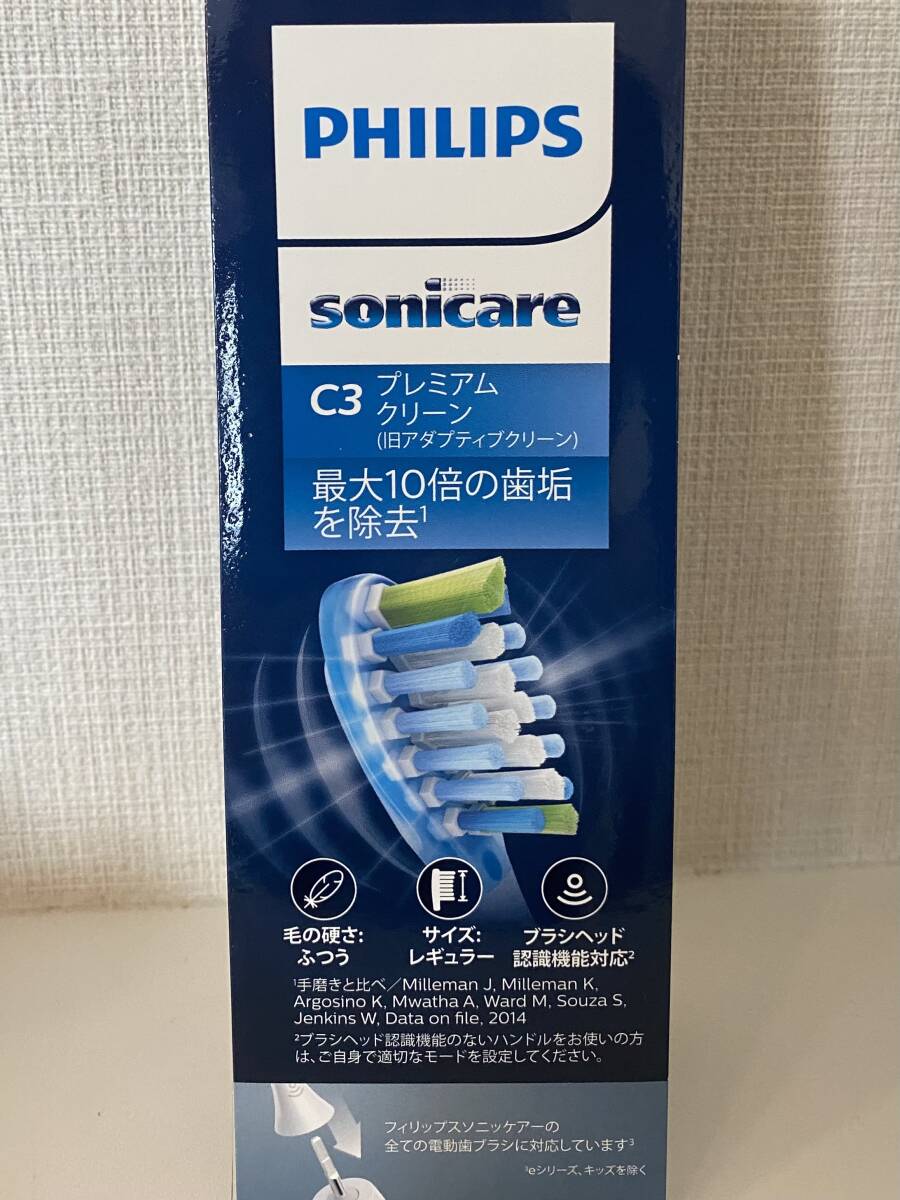 PHILIPS
sonicare
C3 プレミアム
クリーン
(旧アダプティブクリーン)
最大10倍の歯垢
を除去¹
毛の硬さ:
ふつう
サイズ:
レギュラー
ブラシヘッド
認識機能対応²
¹手磨きと比べ/Milleman J, Milleman K,
Argosino K, Mwatha A, Ward M, Souza S,
Jenkins W, Data on file, 2014
²ブラシヘッド認識機能のないハンドルをお使いの方
は、ご自身で適切なモードを設定してください。
フィリップスソニッケアーの
全ての電動歯ブラシに対応しています³
³eシリーズ、キッズを除く